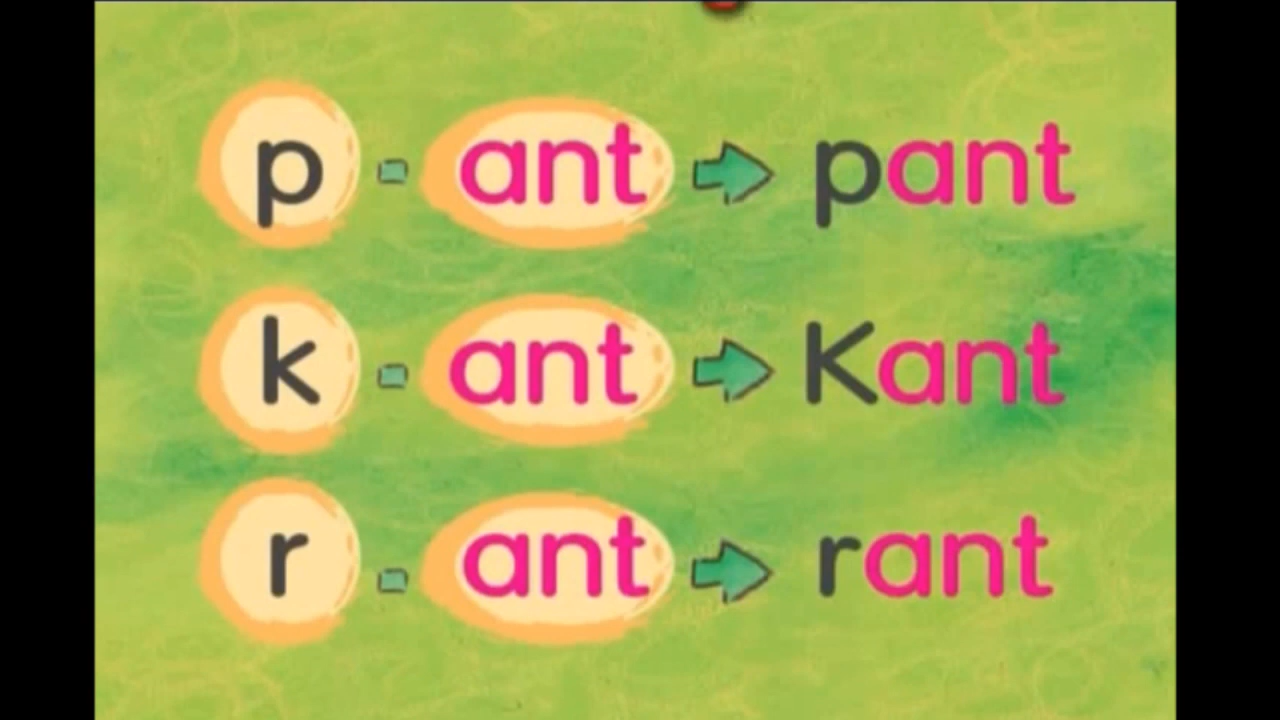 p - ant → pant
k - ant → Kant
r - ant → rant